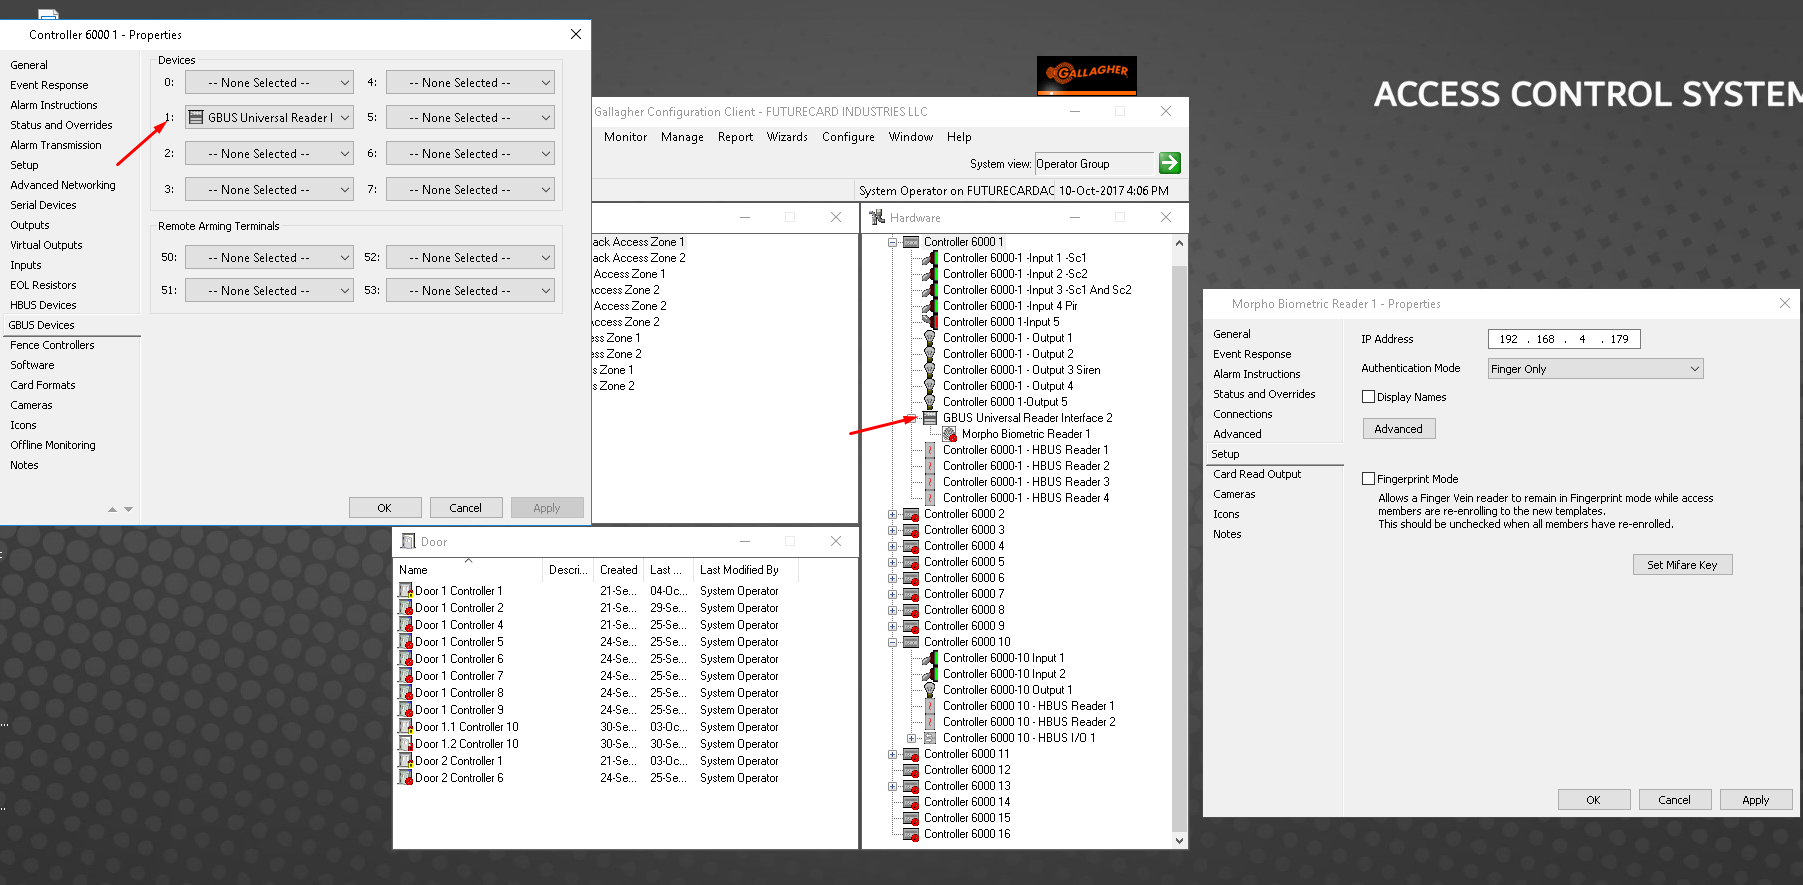 Controller 6000 1 - Properties
General
Event Response
Alarm Instructions
Status and Overrides
Alarm Transmission
Setup
Advanced Networking
Serial Devices
Outputs
Virtual Outputs
Inputs
EOL Resistors
HBUS Devices
GBUS Devices
Fence Controllers
Software
Card Formats
Cameras
Icons
Offline Monitoring
Notes
Devices
0: -- None Selected -- 4: -- None Selected --
1: GBUS Universal Reader I 5: -- None Selected --
2: -- None Selected -- 6: -- None Selected --
3: -- None Selected -- 7: -- None Selected --
Remote Arming Terminals
50: -- None Selected -- 52: -- None Selected --
51: -- None Selected -- 53: -- None Selected --
OK Cancel Apply
GALLAGHER
ACCESS CONTROL SYSTEM
Gallagher Configuration Client - FUTURECARD INDUSTRIES LLC
Monitor Manage Report Wizards Configure Window Help
System view: Operator Group
System Operator on FUTURECARDAC 10-Oct-2017 4:06 PM
ack Access Zone 1
ack Access Zone 2
Access Zone 1
ccess Zone 2
Access Zone 2
ccess Zone 2
ss Zone 1
ss Zone 2
s Zone 1
s Zone 2
Hardware
Controller 6000 1
Controller 6000-1 -Input 1 -Sc1
Controller 6000-1 -Input 2 -Sc2
Controller 6000-1 -Input 3 -Sc1 And Sc2
Controller 6000-1 -Input 4 Pir
Controller 6000 1-Input 5
Controller 6000-1 - Output 1
Controller 6000-1 - Output 2
Controller 6000-1 - Output 3 Siren
Controller 6000-1 - Output 4
Controller 6000 1-Output 5
GBUS Universal Reader Interface 2
Morpho Biometric Reader 1
Controller 6000-1 - HBUS Reader 1
Controller 6000-1 - HBUS Reader 2
Controller 6000-1 - HBUS Reader 3
Controller 6000-1 - HBUS Reader 4
Controller 6000 2
Controller 6000 3
Controller 6000 4
Controller 6000 5
Controller 6000 6
Controller 6000 7
Controller 6000 8
Controller 6000 9
Controller 6000 10
Controller 6000-10 Input 1
Controller 6000-10 Input 2
Controller 6000-10 Output 1
Controller 6000 10 - HBUS Reader 1
Controller 6000 10 - HBUS Reader 2
Controller 6000 10 - HBUS I/O 1
Controller 6000 11
Controller 6000 12
Controller 6000 13
Controller 6000 14
Controller 6000 15
Controller 6000 16
Door
Name Descri... Created Last ... Last Modified By
Door 1 Controller 1 21-Se... 04-Oc... System Operator
Door 1 Controller 2 21-Se... 29-Se... System Operator
Door 1 Controller 4 21-Se... 25-Se... System Operator
Door 1 Controller 5 24-Se... 25-Se... System Operator
Door 1 Controller 6 24-Se... 25-Se... System Operator
Door 1 Controller 7 24-Se... 25-Se... System Operator
Door 1 Controller 8 24-Se... 25-Se... System Operator
Door 1 Controller 9 24-Se... 25-Se... System Operator
Door 1.1 Controller 10 30-Se... 03-Oc... System Operator
Door 1.2 Controller 10 30-Se... 30-Se... System Operator
Door 2 Controller 1 21-Se... 03-Oc... System Operator
Door 2 Controller 6 24-Se... 25-Se... System Operator
Morpho Biometric Reader 1 - Properties
General
Event Response
Alarm Instructions
Status and Overrides
Connections
Advanced
Setup
Card Read Output
Cameras
Icons
Notes
IP Address 192 . 168 . 4 . 179
Authentication Mode Finger Only
Display Names
Advanced
Fingerprint Mode
Allows a Finger Vein reader to remain in Fingerprint mode while access
members are re-enrolling to the new templates.
This should be unchecked when all members have re-enrolled.
Set Mifare Key
OK Cancel Apply